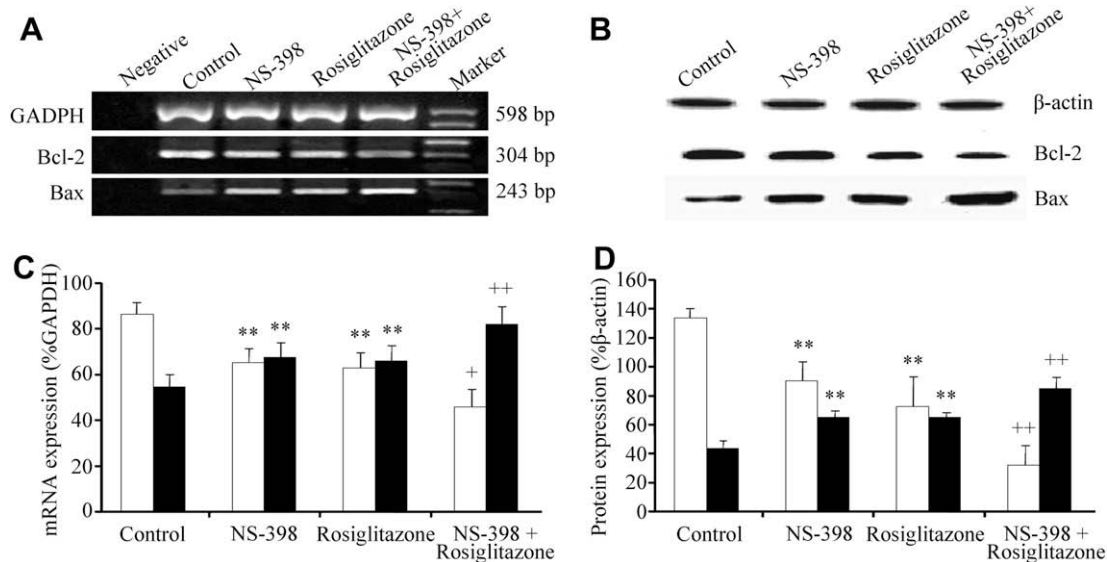 A
Negative
Control
NS-398
Rosiglitazone
NS-398+
Rosiglitazone
Marker
GADPH
598 bp
Bcl-2
304 bp
Bax
243 bp
B
Control
NS-398
Rosiglitazone
NS-398+
Rosiglitazone
β-actin
Bcl-2
Bax
C
mRNA expression (%GAPDH)
100
80
60
40
20
0
** **
** **
+ ++
Control
NS-398
Rosiglitazone
NS-398 +
Rosiglitazone
D
Protein expression (%β-actin)
160
140
120
100
80
60
40
20
0
** **
** **
++ ++
Control
NS-398
Rosiglitazone
NS-398 +
Rosiglitazone